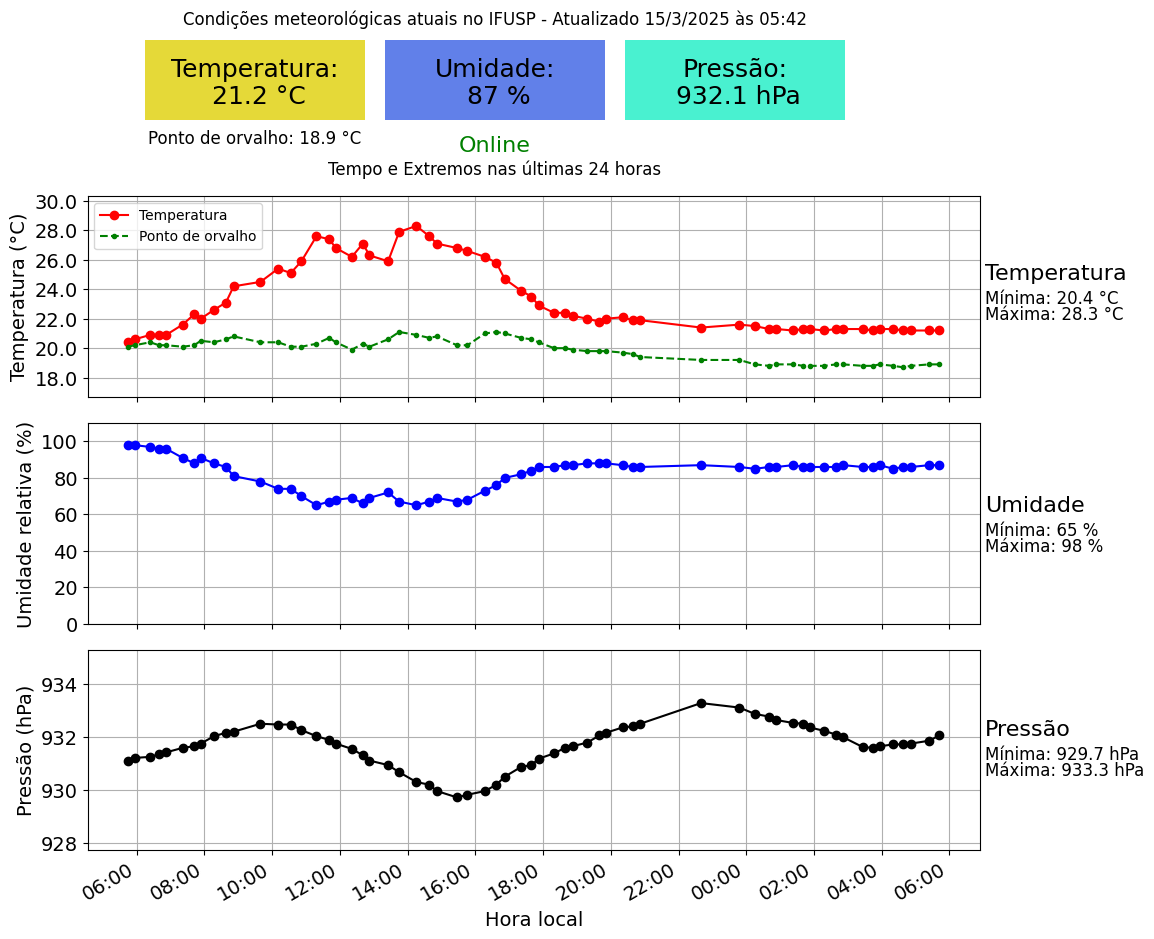 Condições meteorológicas atuais no IFUSP - Atualizado 15/3/2025 às 05:42
Temperatura:
21.2 °C
Umidade:
87 %
Pressão:
932.1 hPa
Ponto de orvalho: 18.9 °C
Online
Tempo e Extremos nas últimas 24 horas
Temperatura (°C)
30.0
28.0
26.0
24.0
22.0
20.0
18.0
Temperatura
Ponto de orvalho
Temperatura
Mínima: 20.4 °C
Máxima: 28.3 °C
Umidade relativa (%)
100
80
60
40
20
0
Umidade
Mínima: 65 %
Máxima: 98 %
Pressão (hPa)
934
932
930
928
Pressão
Mínima: 929.7 hPa
Máxima: 933.3 hPa
06:00 08:00 10:00 12:00 14:00 16:00 18:00 20:00 22:00 00:00 02:00 04:00 06:00
Hora local